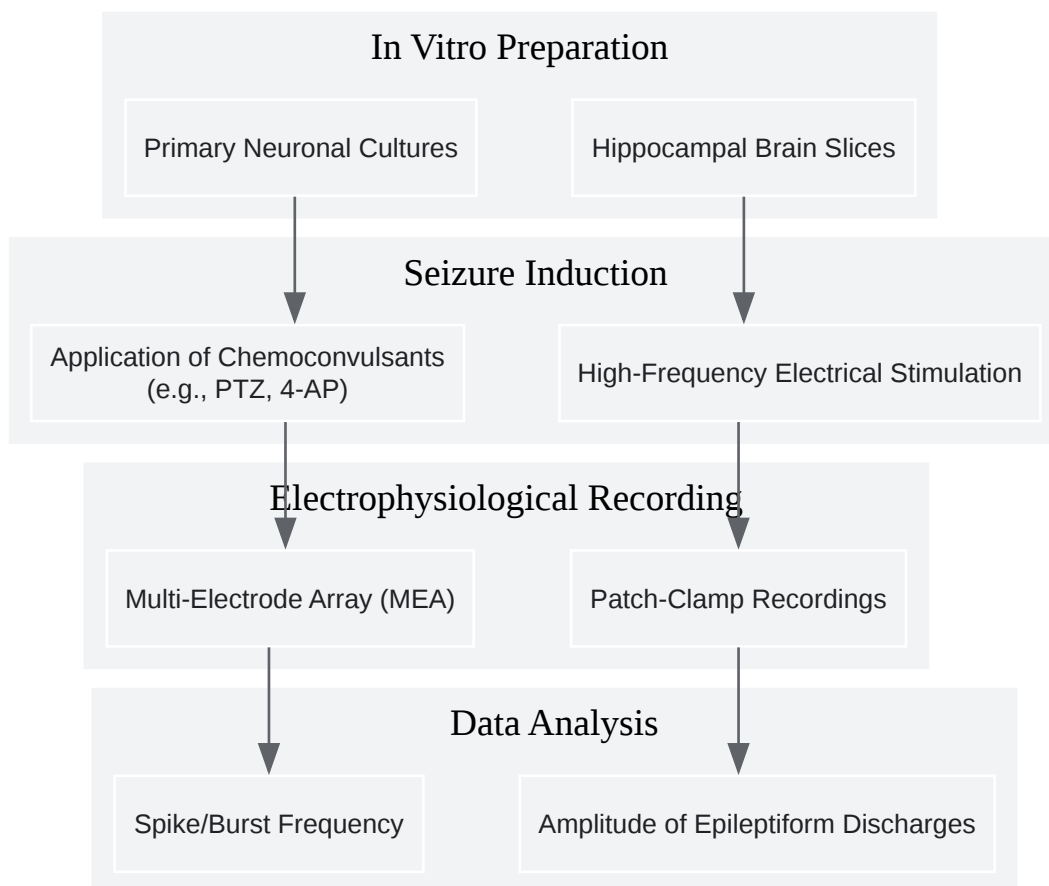 In Vitro Preparation
Primary Neuronal Cultures
Hippocampal Brain Slices
Seizure Induction
Application of Chemoconvulsants
(e.g., PTZ, 4-AP)
High-Frequency Electrical Stimulation
Electrophysiological Recording
Multi-Electrode Array (MEA)
Patch-Clamp Recordings
Data Analysis
Spike/Burst Frequency
Amplitude of Epileptiform Discharges